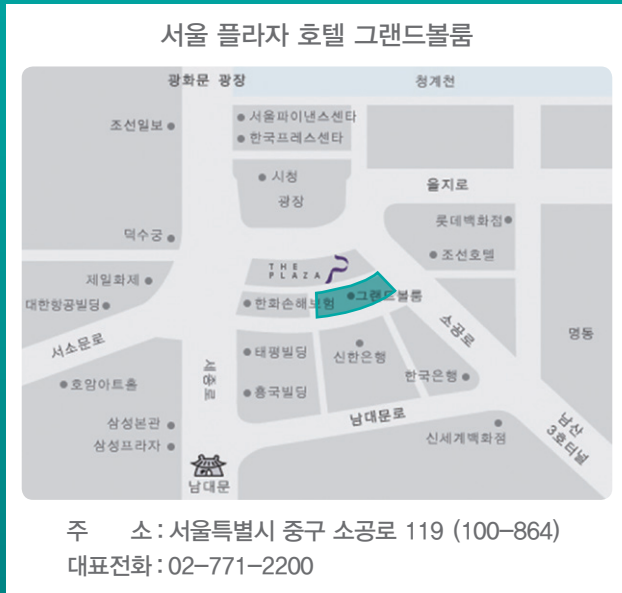 서울 플라자 호텔 그랜드볼룸
광화문 광장
청계천
조선일보
서울파이낸스센타
한국프레스센타
시청
광장
을지로
롯데백화점
덕수궁
조선호텔
THE
PLAZA
제일화제
대한항공빌딩
한화손해보험
그랜드볼룸
소공로
명동
서소문로
세종로
태평빌딩
신한은행
호암아트홀
흥국빌딩
한국은행
남대문로
남산
3호터널
삼성본관
삼성프라자
신세계백화점
남대문
주 소 : 서울특별시 중구 소공로 119 (100-864)
대표전화 : 02-771-2200